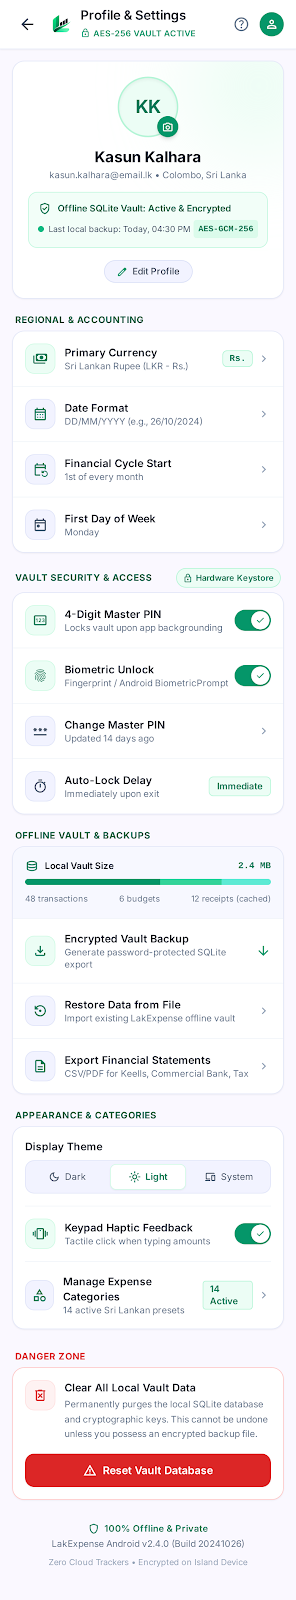 Profile & Settings
AES-256 VAULT ACTIVE
KK
Kasun Kalhara
kasun.kalhara@email.lk • Colombo, Sri Lanka
Offline SQLite Vault: Active & Encrypted
Last local backup: Today, 04:30 PM AES-GCM-256
Edit Profile
REGIONAL & ACCOUNTING
Primary Currency
Sri Lankan Rupee (LKR - Rs.)
Rs.
Date Format
DD/MM/YYYY (e.g., 26/10/2024)
Financial Cycle Start
1st of every month
First Day of Week
Monday
VAULT SECURITY & ACCESS
Hardware Keystore
4-Digit Master PIN
Locks vault upon app backgrounding
Biometric Unlock
Fingerprint / Android BiometricPrompt
Change Master PIN
Updated 14 days ago
Auto-Lock Delay
Immediately upon exit
Immediate
OFFLINE VAULT & BACKUPS
Local Vault Size
2.4 MB
48 transactions
6 budgets
12 receipts (cached)
Encrypted Vault Backup
Generate password-protected SQLite
export
Restore Data from File
Import existing LakExpense offline vault
Export Financial Statements
CSV/PDF for Keells, Commercial Bank, Tax
APPEARANCE & CATEGORIES
Display Theme
Dark
Light
System
Keypad Haptic Feedback
Tactile click when typing amounts
Manage Expense
Categories
14 active Sri Lankan presets
14
Active
DANGER ZONE
Clear All Local Vault Data
Permanently purges the local SQLite database
and cryptographic keys. This cannot be undone
unless you possess an encrypted backup file.
Reset Vault Database
100% Offline & Private
LakExpense Android v2.4.0 (Build 20241026)
Zero Cloud Trackers • Encrypted on Island Device